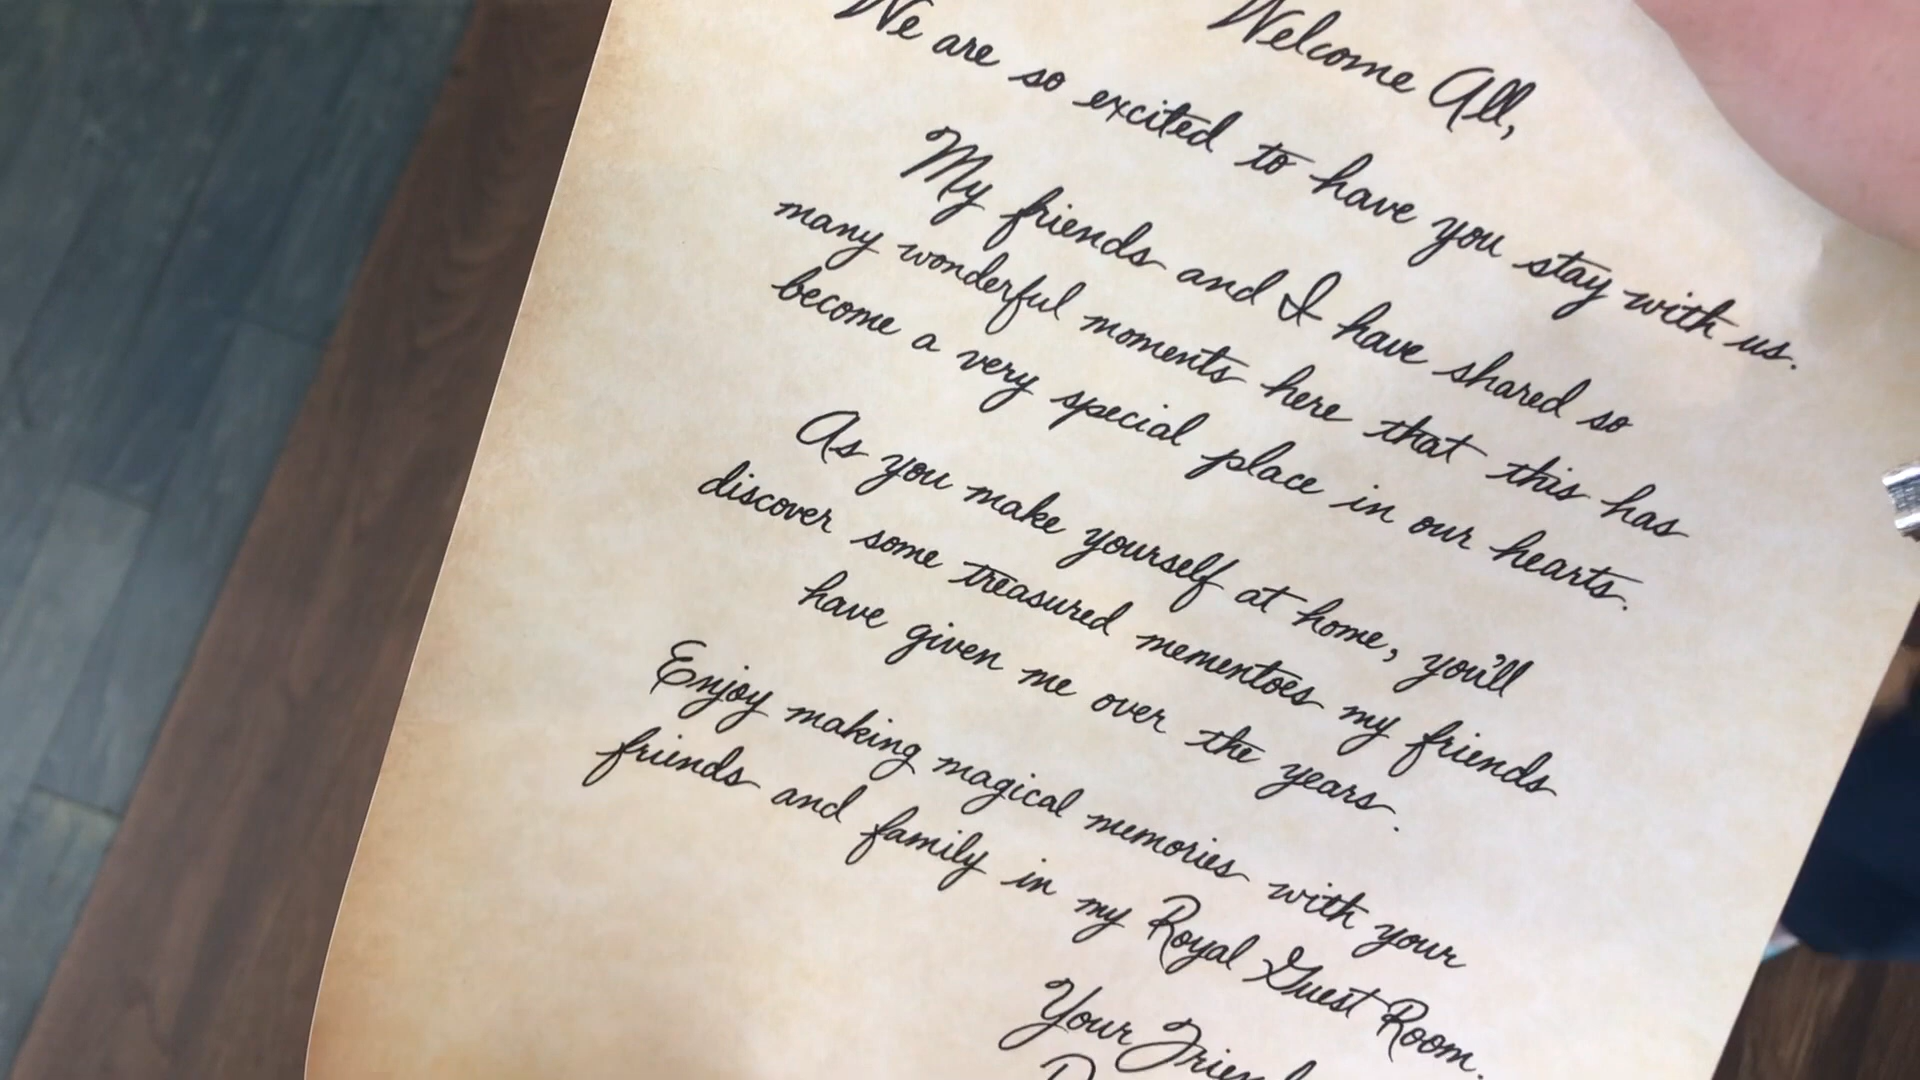 Welcome All,
We are so excited to have you stay with us.
My friends and I have shared so
many wonderful moments here that this has
become a very special place in our hearts.
As you make yourself at home, you'll
discover some treasured mementoes my friends
have given me over the years.
Enjoy making magical memories with your
friends and family in my Royal Guest Room.
Your